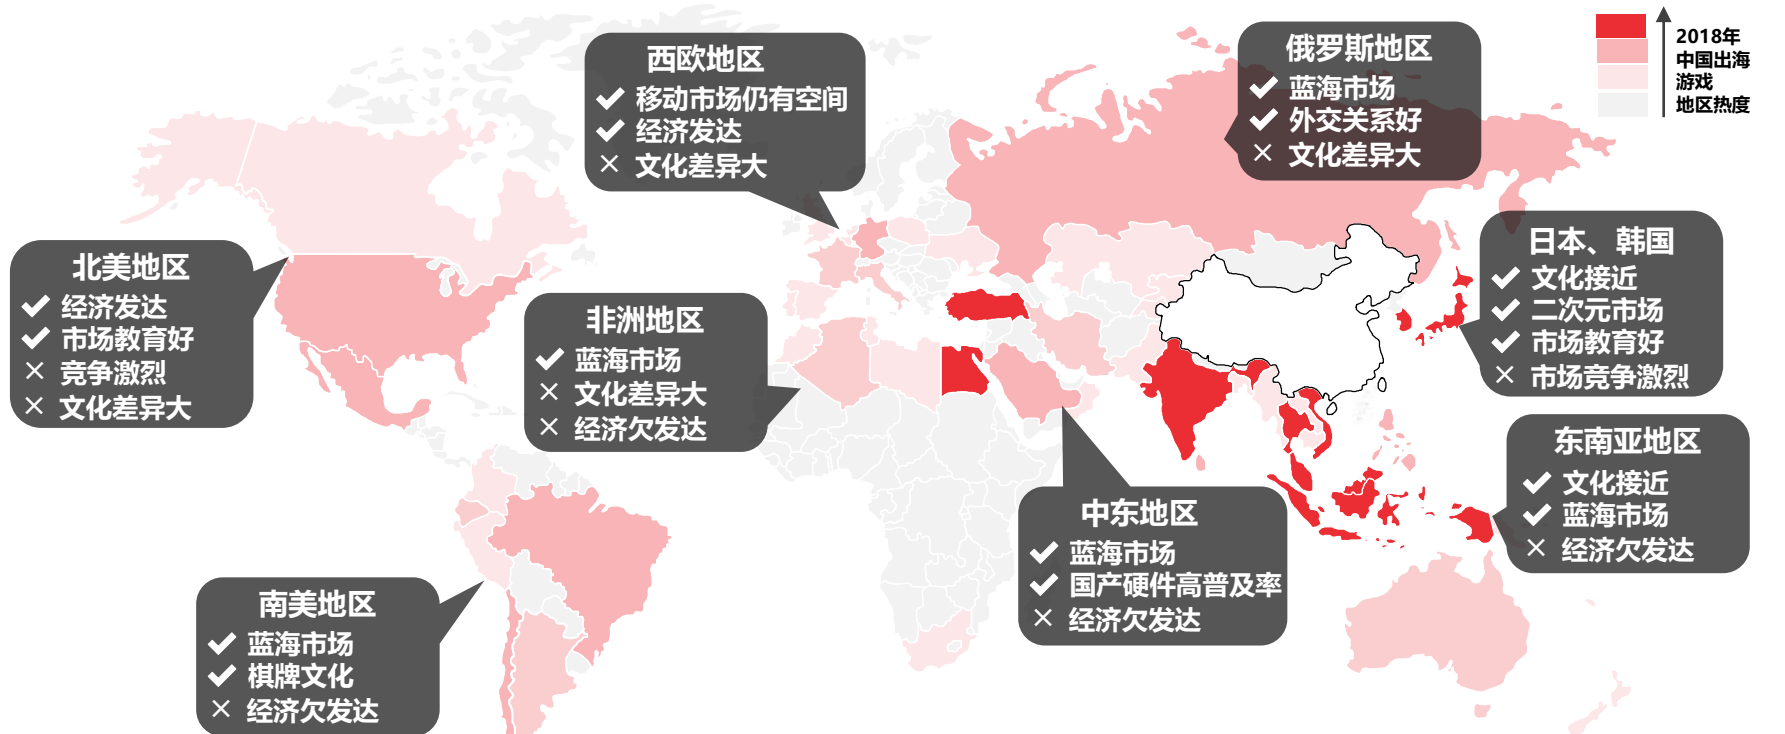 西欧地区
移动市场仍有空间
经济发达
文化差异大
俄罗斯地区
蓝海市场
外交关系好
文化差异大
2018年
中国出海
游戏
地区热度
北美地区
经济发达
市场教育好
竞争激烈
文化差异大
非洲地区
蓝海市场
文化差异大
经济欠发达
日本、韩国
文化接近
二次元市场
市场教育好
市场竞争激烈
东南亚地区
文化接近
蓝海市场
经济欠发达
中东地区
蓝海市场
国产硬件高普及率
经济欠发达
南美地区
蓝海市场
棋牌文化
经济欠发达